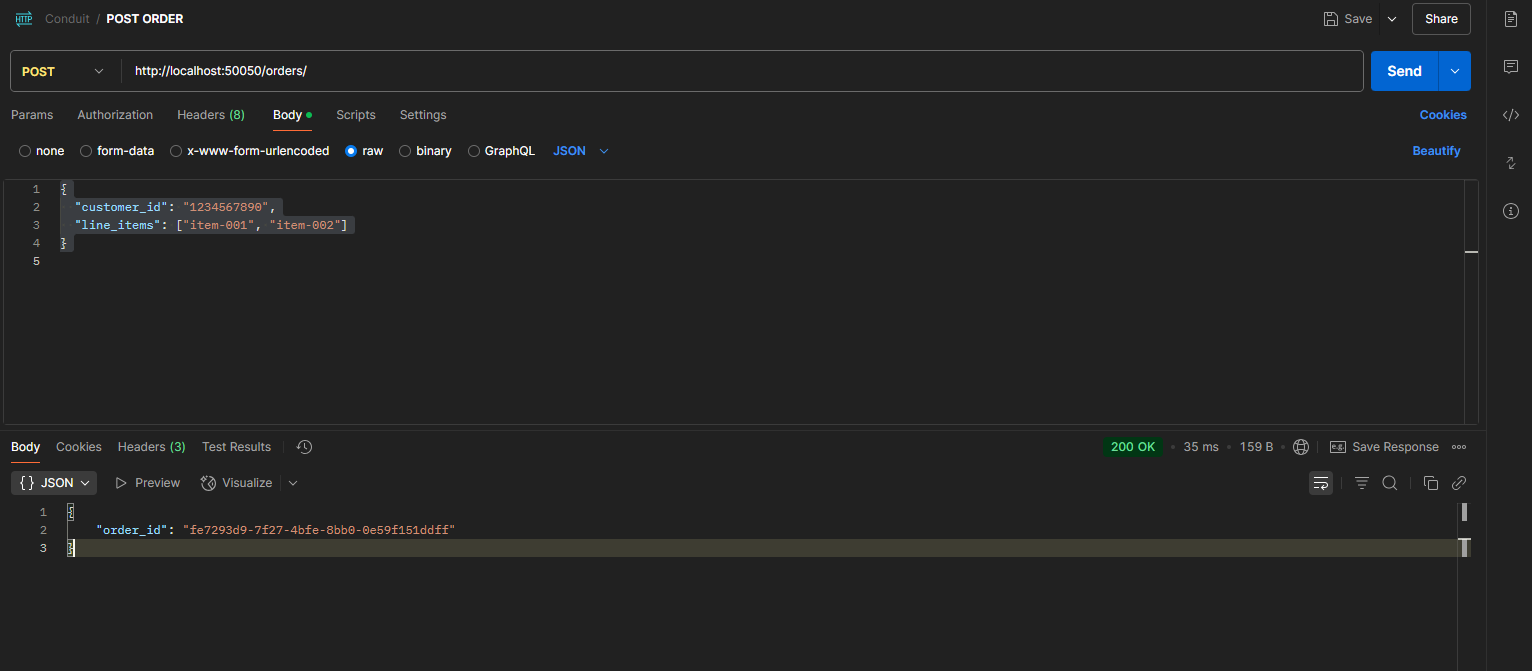 HTTP Conduit / POST ORDER Save Share
POST http://localhost:50050/orders/ Send
Params Authorization Headers (8) Body Scripts Settings Cookies
none form-data x-www-form-urlencoded raw binary GraphQL JSON Beautify
1 {
2 "customer_id": "1234567890",
3 "line_items": ["item-001", "item-002"]
4 }
5
Body Cookies Headers (3) Test Results 200 OK • 35 ms • 159 B • e.g. Save Response
{} JSON Preview Visualize
1 {
2 "order_id": "fe7293d9-7f27-4bfe-8bb0-0e59f151ddff"
3 }